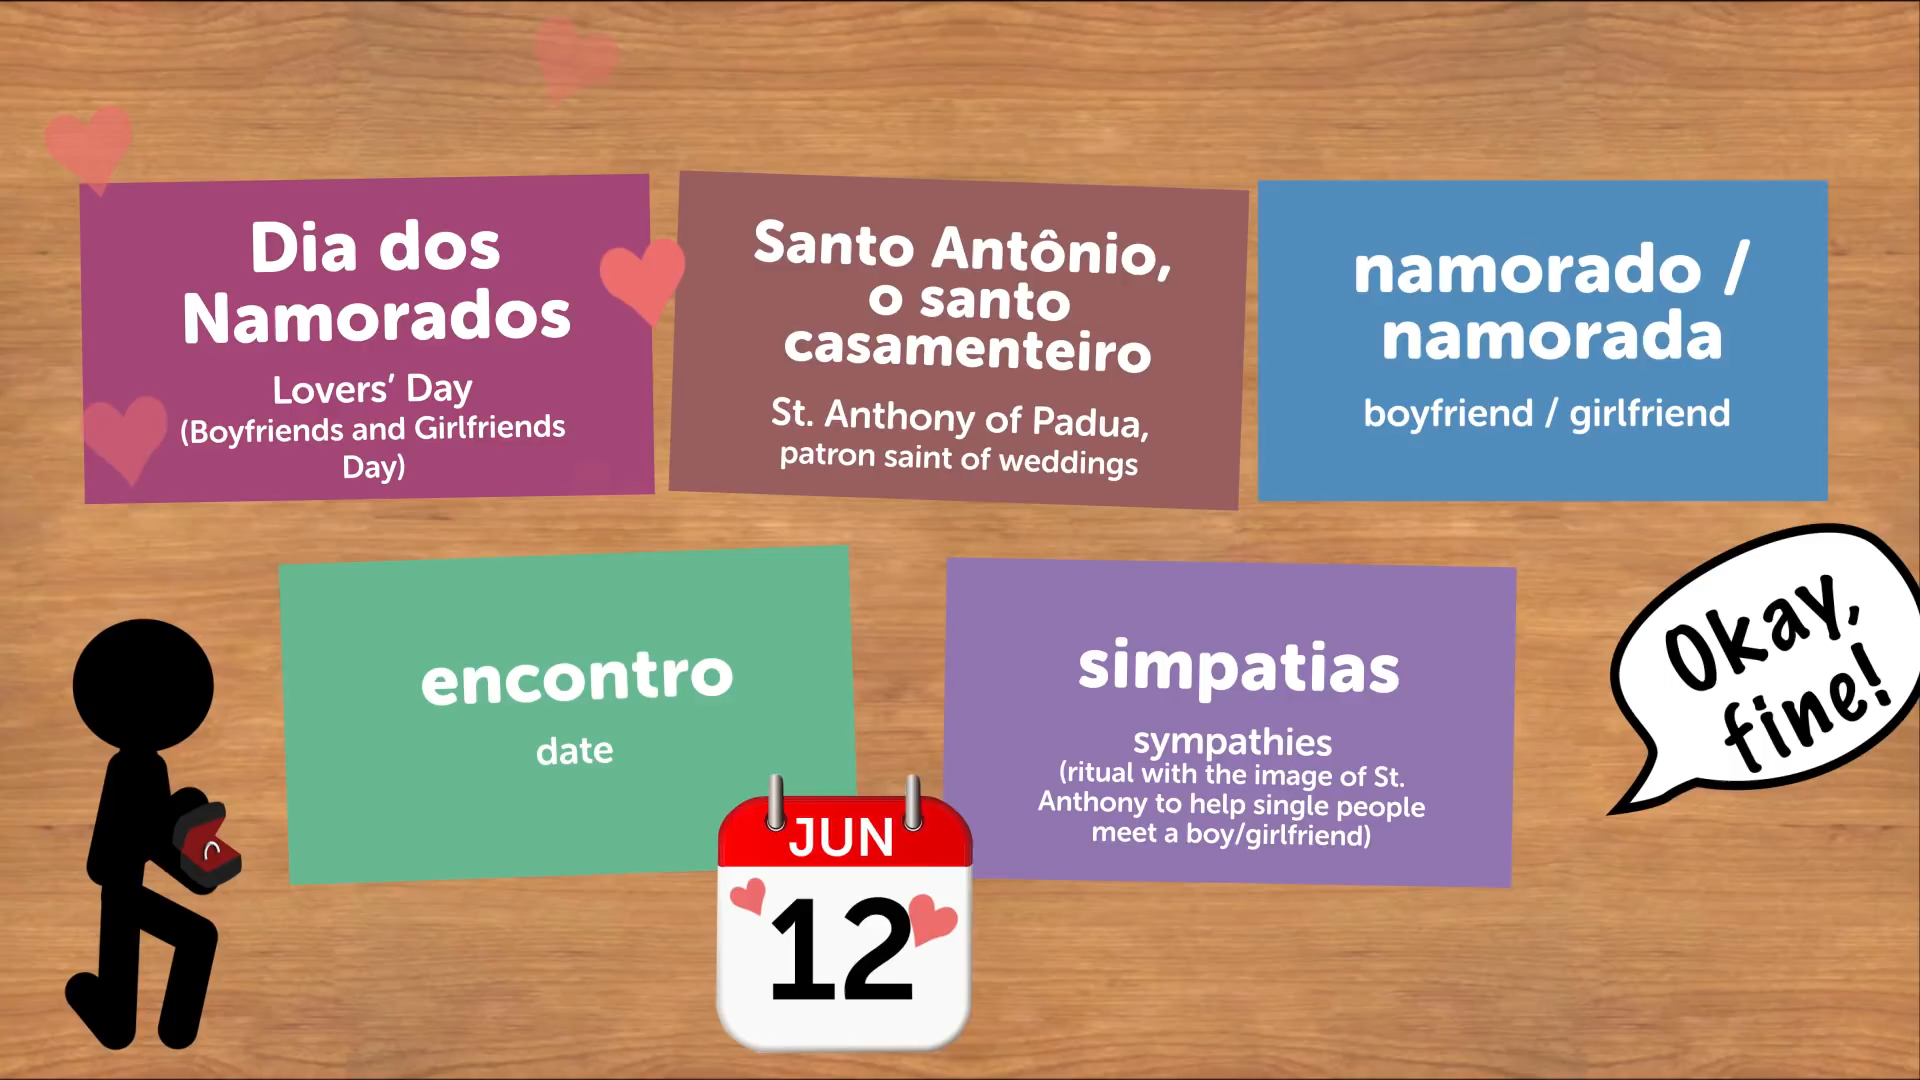 Dia dos
Namorados
Lovers’ Day
(Boyfriends and Girlfriends
Day)
Santo Antônio,
o santo
casamenteiro
St. Anthony of Padua,
patron saint of weddings
namorado /
namorada
boyfriend / girlfriend
encontro
date
simpatias
sympathies
(ritual with the image of St.
Anthony to help single people
meet a boy/girlfriend)
Okay,
fine!
JUN
12